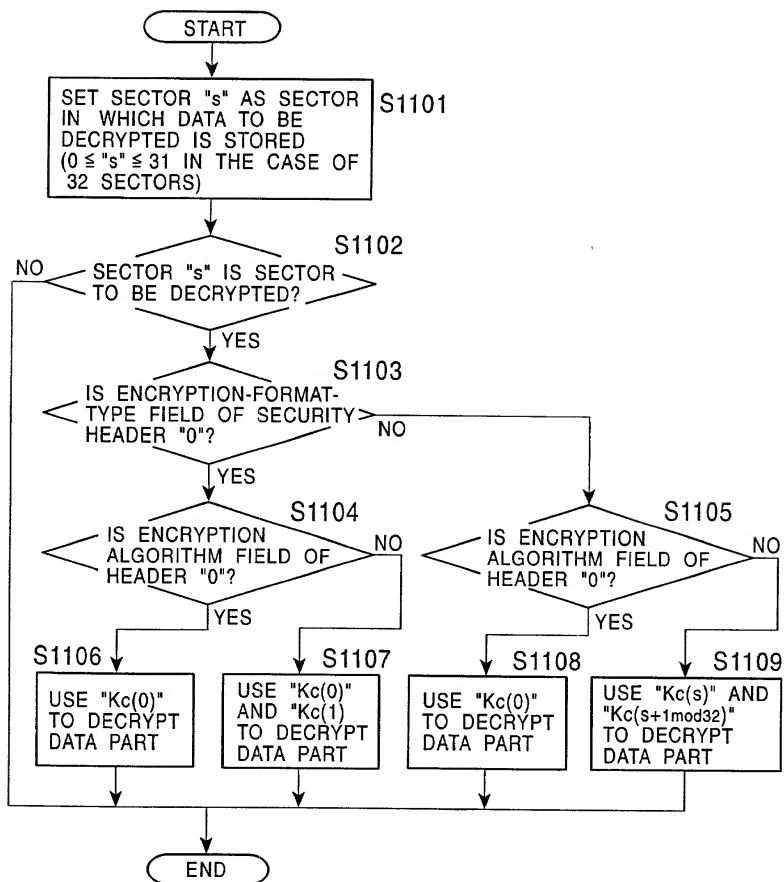 START
SET SECTOR "s" AS SECTOR
IN WHICH DATA TO BE
DECRYPTED IS STORED
(0 ≦ "s" ≦ 31 IN THE CASE OF
32 SECTORS)
S1101
S1102
NO
SECTOR "s" IS SECTOR
TO BE DECRYPTED?
YES
S1103
IS ENCRYPTION-FORMAT-
TYPE FIELD OF SECURITY
HEADER "0"?
NO
YES
S1104
IS ENCRYPTION
ALGORITHM FIELD OF
HEADER "0"?
NO
YES
S1105
IS ENCRYPTION
ALGORITHM FIELD OF
HEADER "0"?
NO
YES
S1106
USE "Kc(0)"
TO DECRYPT
DATA PART
S1107
USE "Kc(0)"
AND "Kc(1)
TO DECRYPT
DATA PART
S1108
USE "Kc(0)"
TO DECRYPT
DATA PART
S1109
USE "Kc(s)" AND
"Kc(s+1mod32)"
TO DECRYPT
DATA PART
END